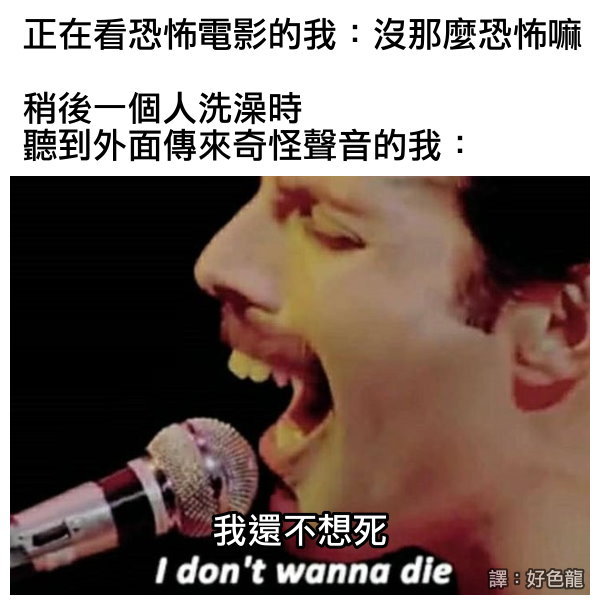 正在看恐怖電影的我：沒那麼恐怖嘛
稍後一個人洗澡時
聽到外面傳來奇怪聲音的我：
我還不想死
I don't wanna die
譯：好色龍